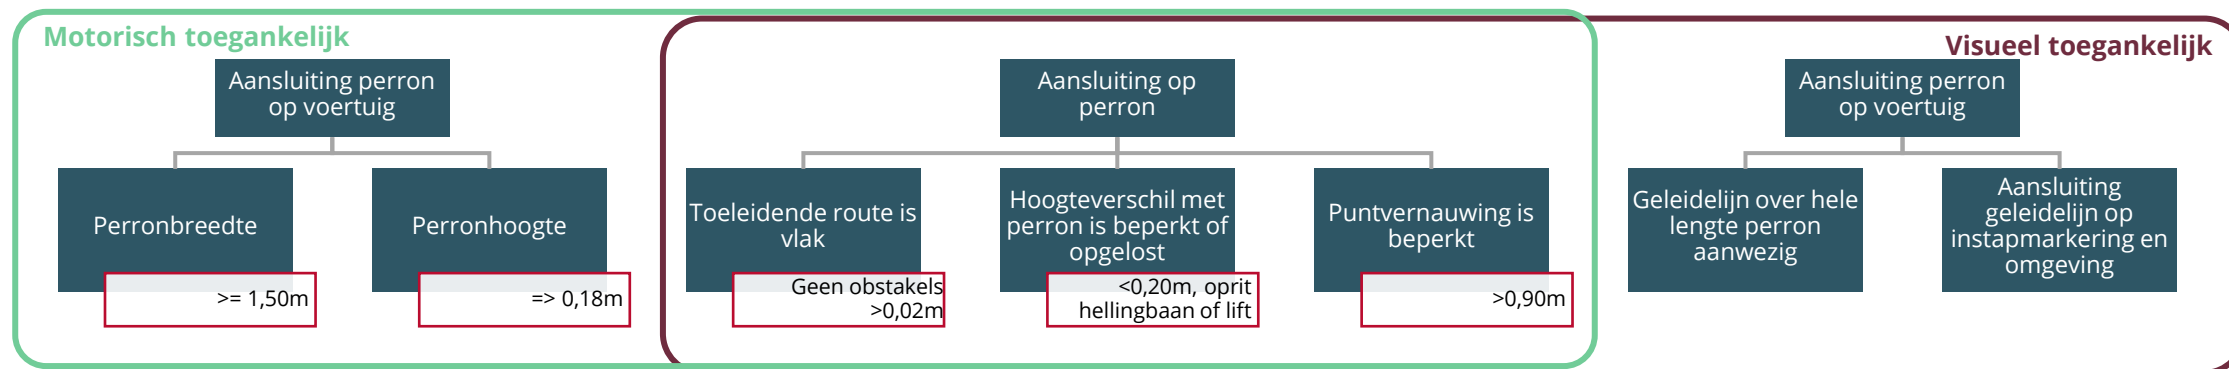 Motorisch toegankelijk
Visueel toegankelijk
Aansluiting perron
op voertuig
Perronbreedte
>= 1,50m
Perronhoogte
=> 0,18m
Aansluiting op
perron
Toeleidende route is
vlak
Geen obstakels
>0,02m
Hoogteverschil met
perron is beperkt of
opgelost
<0,20m, oprit
hellingbaan of lift
Puntvernauwing is
beperkt
>0,90m
Aansluiting perron
op voertuig
Geleidelijn over hele
lengte perron
aanwezig
Aansluiting
geleidelijn op
instapmarkering en
omgeving